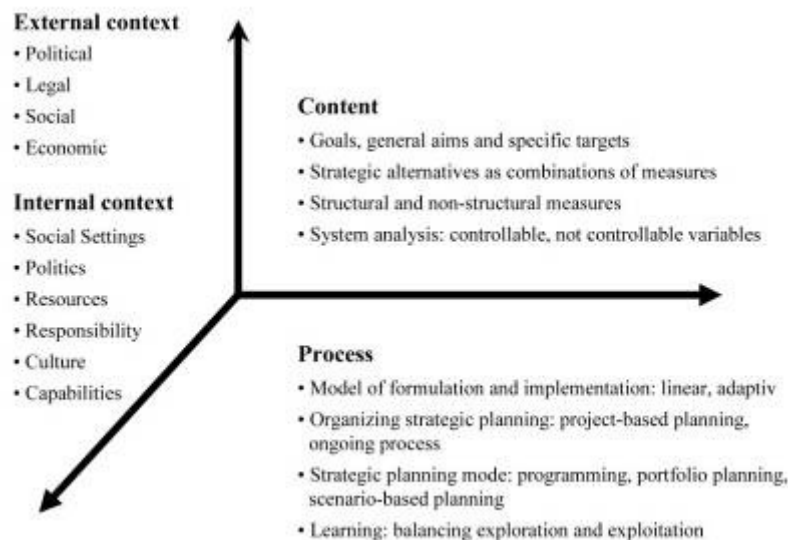 External context
• Political
• Legal
• Social
• Economic
Internal context
• Social Settings
• Politics
• Resources
• Responsibility
• Culture
• Capabilities
Content
• Goals, general aims and specific targets
• Strategic alternatives as combinations of measures
• Structural and non-structural measures
• System analysis: controllable, not controllable variables
Process
• Model of formulation and implementation: linear, adaptiv
• Organizing strategic planning: project-based planning,
ongoing process
• Strategic planning mode: programming, portfolio planning,
scenario-based planning
• Learning: balancing exploration and exploitation